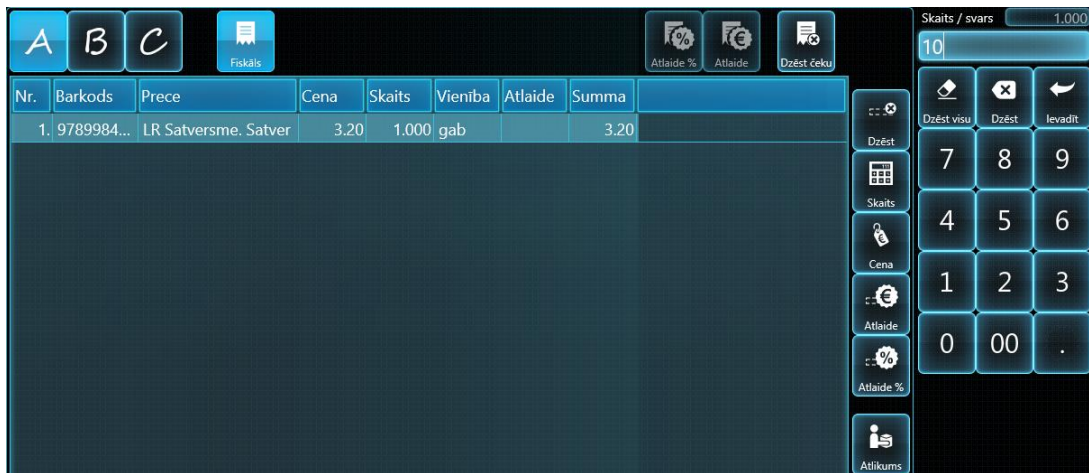 A B C
Fiskāls
Atlaide % Atlaide Dzēst čeku
Nr. Barkods Prece Cena Skaits Vienība Atlaide Summa
1. 9789984... LR Satversme. Satver 3.20 1.000 gab 3.20
Dzēst
Skaits
Cena
Atlaide
Atlaide %
Atlikums
Skaits / svars 1.000
10
Dzēst visu Dzēst Ievadīt
7 8 9
4 5 6
1 2 3
0 00 .